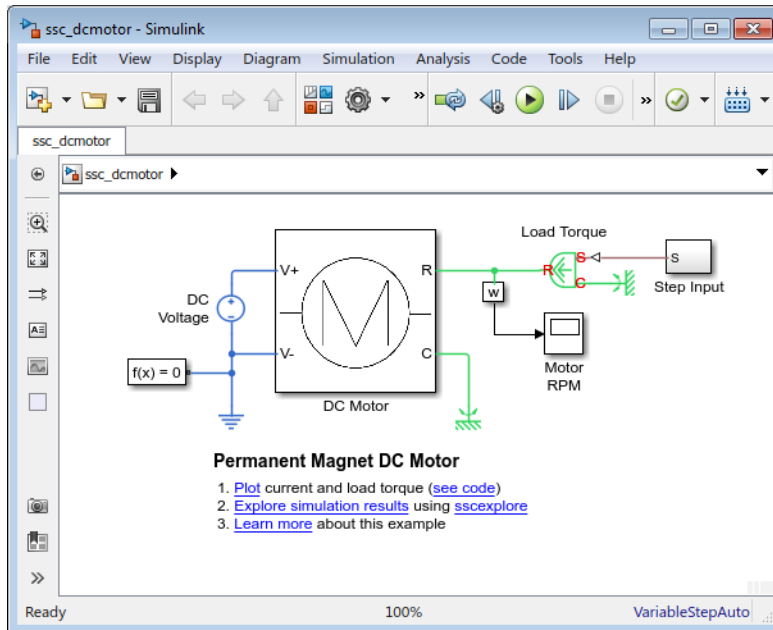 ssc_dcmotor - Simulink
File Edit View Display Diagram Simulation Analysis Code Tools Help
» »
ssc_dcmotor
ssc_dcmotor
Load Torque
V+ R R S C S
Step Input
DC
Voltage
W
V- C
f(x) = 0
Motor
RPM
DC Motor
Permanent Magnet DC Motor
1. Plot current and load torque (see code)
2. Explore simulation results using sscexplore
3. Learn more about this example
Ready 100% VariableStepAuto